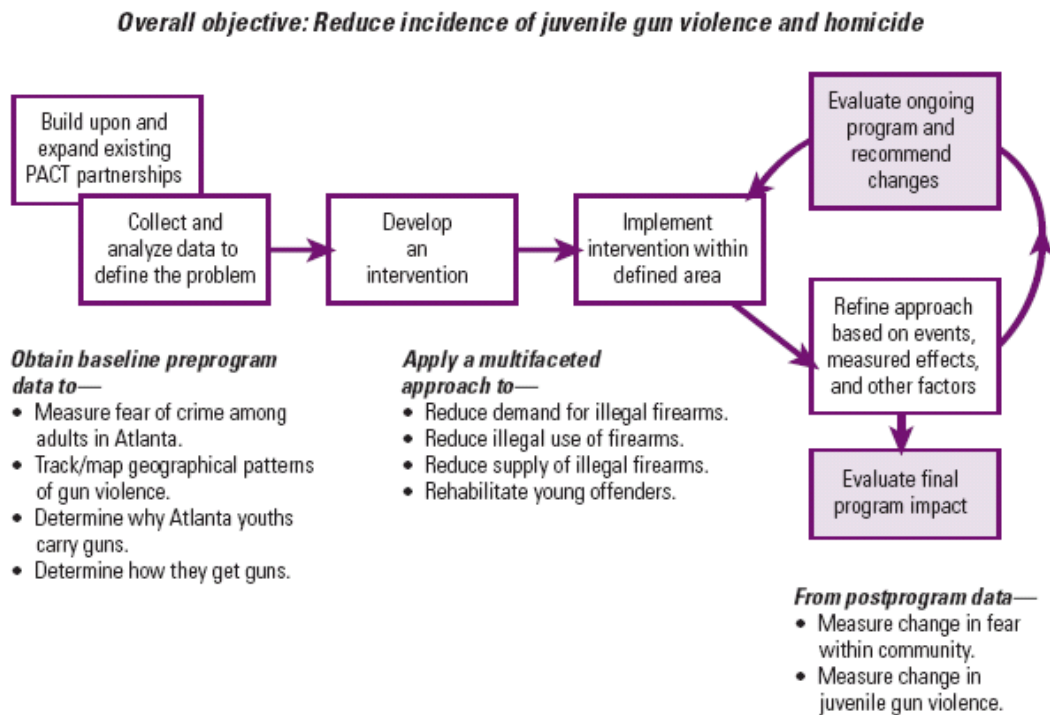 Overall objective: Reduce incidence of juvenile gun violence and homicide
Build upon and
expand existing
PACT partnerships
Collect and
analyze data to
define the problem
Develop
an
intervention
Implement
intervention within
defined area
Evaluate ongoing
program and
recommend
changes
Refine approach
based on events,
measured effects,
and other factors
Evaluate final
program impact
Obtain baseline preprogram
data to—
• Measure fear of crime among
adults in Atlanta.
• Track/map geographical patterns
of gun violence.
• Determine why Atlanta youths
carry guns.
• Determine how they get guns.
Apply a multifaceted
approach to—
• Reduce demand for illegal firearms.
• Reduce illegal use of firearms.
• Reduce supply of illegal firearms.
• Rehabilitate young offenders.
From postprogram data—
• Measure change in fear
within community.
• Measure change in
juvenile gun violence.